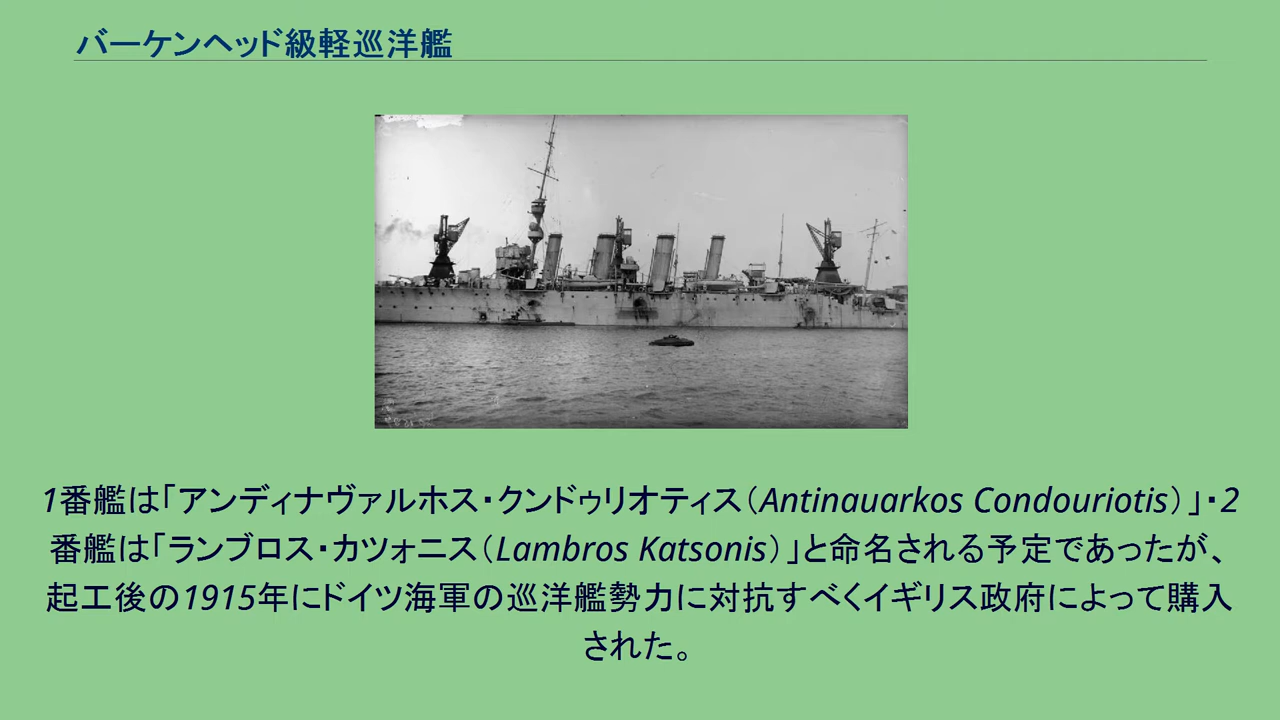 バーケンヘッド級軽巡洋艦
1番艦は「アンディナヴァルホス・クンドゥリオティス（Antinauarkos Condouriotis）」・2
番艦は「ランブロス・カツォニス（Lambros Katsonis）」と命名される予定であったが、
起工後の1915年にドイツ海軍の巡洋艦勢力に対抗すべくイギリス政府によって購入
された。